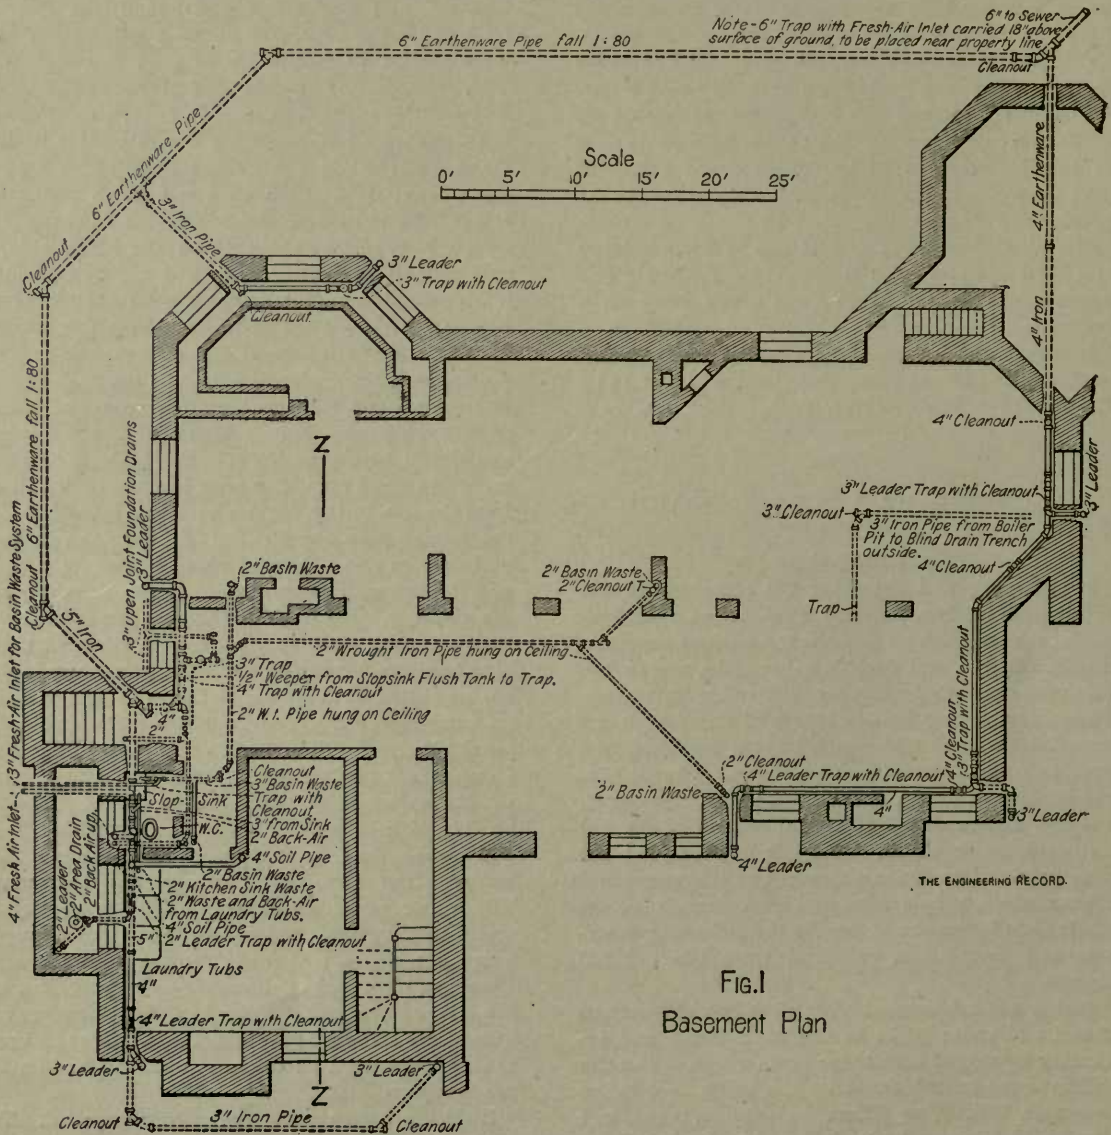 6" to Sewer
Note-6" Trap with Fresh-Air Inlet carried 18" above
surface of ground, to be placed near property line
6" Earthenware Pipe fall 1:80
Cleanout
6" Earthenware Pipe
Scale
0' 5' 10' 15' 20' 25'
3" Iron Pipe
4" Earthenware
Cleanout
3" Leader
3" Trap with Cleanout
Cleanout
4" Iron
6" Earthenware fall 1:80
4" Cleanout
Z
3" Leader Trap with Cleanout
3" Leader
3" Cleanout
3" Iron Pipe from Boiler
Pit to Blind Drain Trench
outside.
4" Cleanout
3" Open Joint Foundation Drains
3" Leader
2" Basin Waste
2" Basin Waste
2" Cleanout T
Trap
Cleanout
5" Iron
2" Wrought Iron Pipe hung on Ceiling
3" Trap
1/2" Weeper from Slopsink Flush Tank to Trap.
4" Trap with Cleanout
4"
2"
2" W.I. Pipe hung on Ceiling
3" Fresh-Air Inlet for Basin Waste System
4" Fresh Air Inlet
Cleanout
3" Basin Waste
Trap with
Cleanout
3" from Sink
2" Back-Air
Slop-Sink
W.C.
4" Soil Pipe
2" Basin Waste
2" Kitchen Sink Waste
2" Waste and Back-Air
from Laundry Tubs.
4" Soil Pipe
2" Leader Trap with Cleanout
2" Leader
2" Area Drain
2" Back Air up.
5"
Laundry Tubs
4"
4" Leader Trap with Cleanout
2" Cleanout
4" Leader Trap with Cleanout
2" Basin Waste
4" Cleanout
3" Trap with Cleanout
4"
3" Leader
4" Leader
THE ENGINEERING RECORD.
FIG.1
Basement Plan
3" Leader
3" Leader
Z
Cleanout
3" Iron Pipe
Cleanout